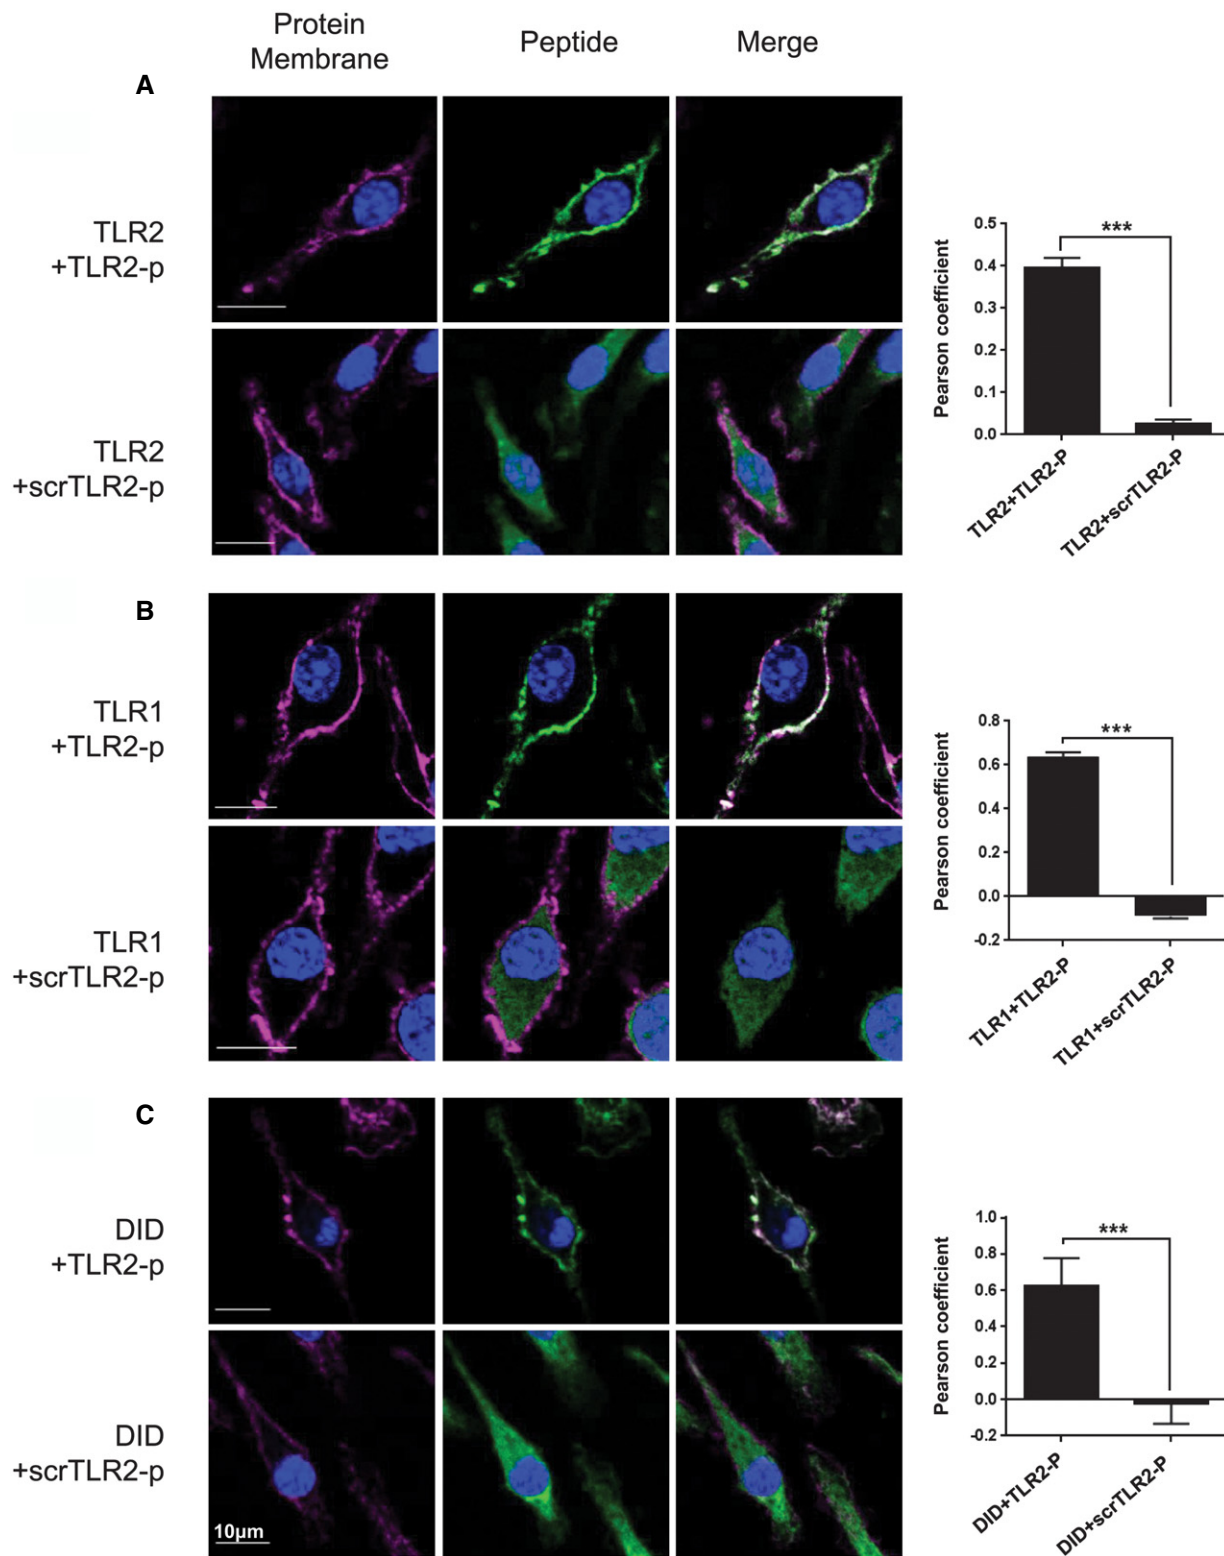 Protein
Membrane
Peptide
Merge
A
TLR2
+TLR2-p
TLR2
+scrTLR2-p
Pearson coefficient
0.5
0.4
0.3
0.2
0.1
0.0
***
TLR2+TLR2-P
TLR2+scrTLR2-P
B
TLR1
+TLR2-p
TLR1
+scrTLR2-p
Pearson coefficient
0.8
0.6
0.4
0.2
0.0
-0.2
***
TLR1+TLR2-P
TLR1+scrTLR2-P
C
DID
+TLR2-p
DID
+scrTLR2-p
10µm
Pearson coefficient
1.0
0.8
0.6
0.4
0.2
0.0
-0.2
***
DID+TLR2-P
DID+scrTLR2-P